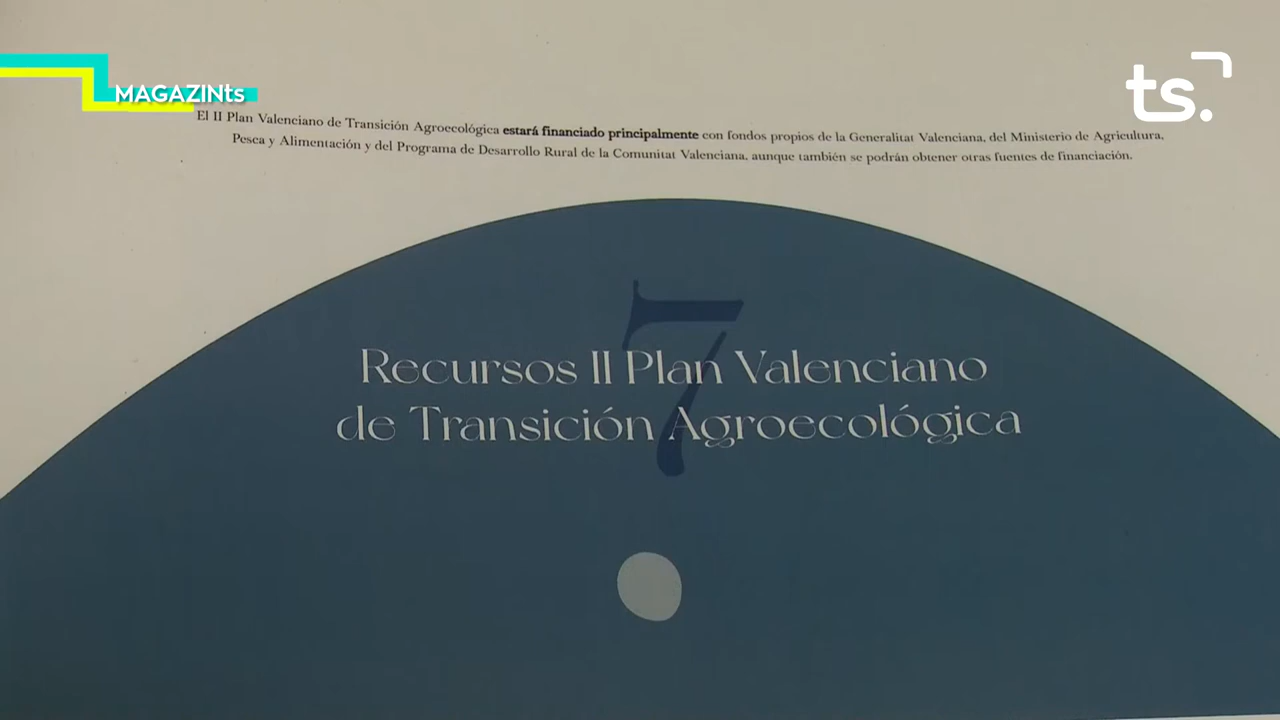 MAGAZINts
ts.
El II Plan Valenciano de Transición Agroecológica estará financiado principalmente con fondos propios de la Generalitat Valenciana, del Ministerio de Agricultura,
Pesca y Alimentación y del Programa de Desarrollo Rural de la Comunitat Valenciana, aunque también se podrán obtener otras fuentes de financiación.
7
Recursos II Plan Valenciano
de Transición Agroecológica